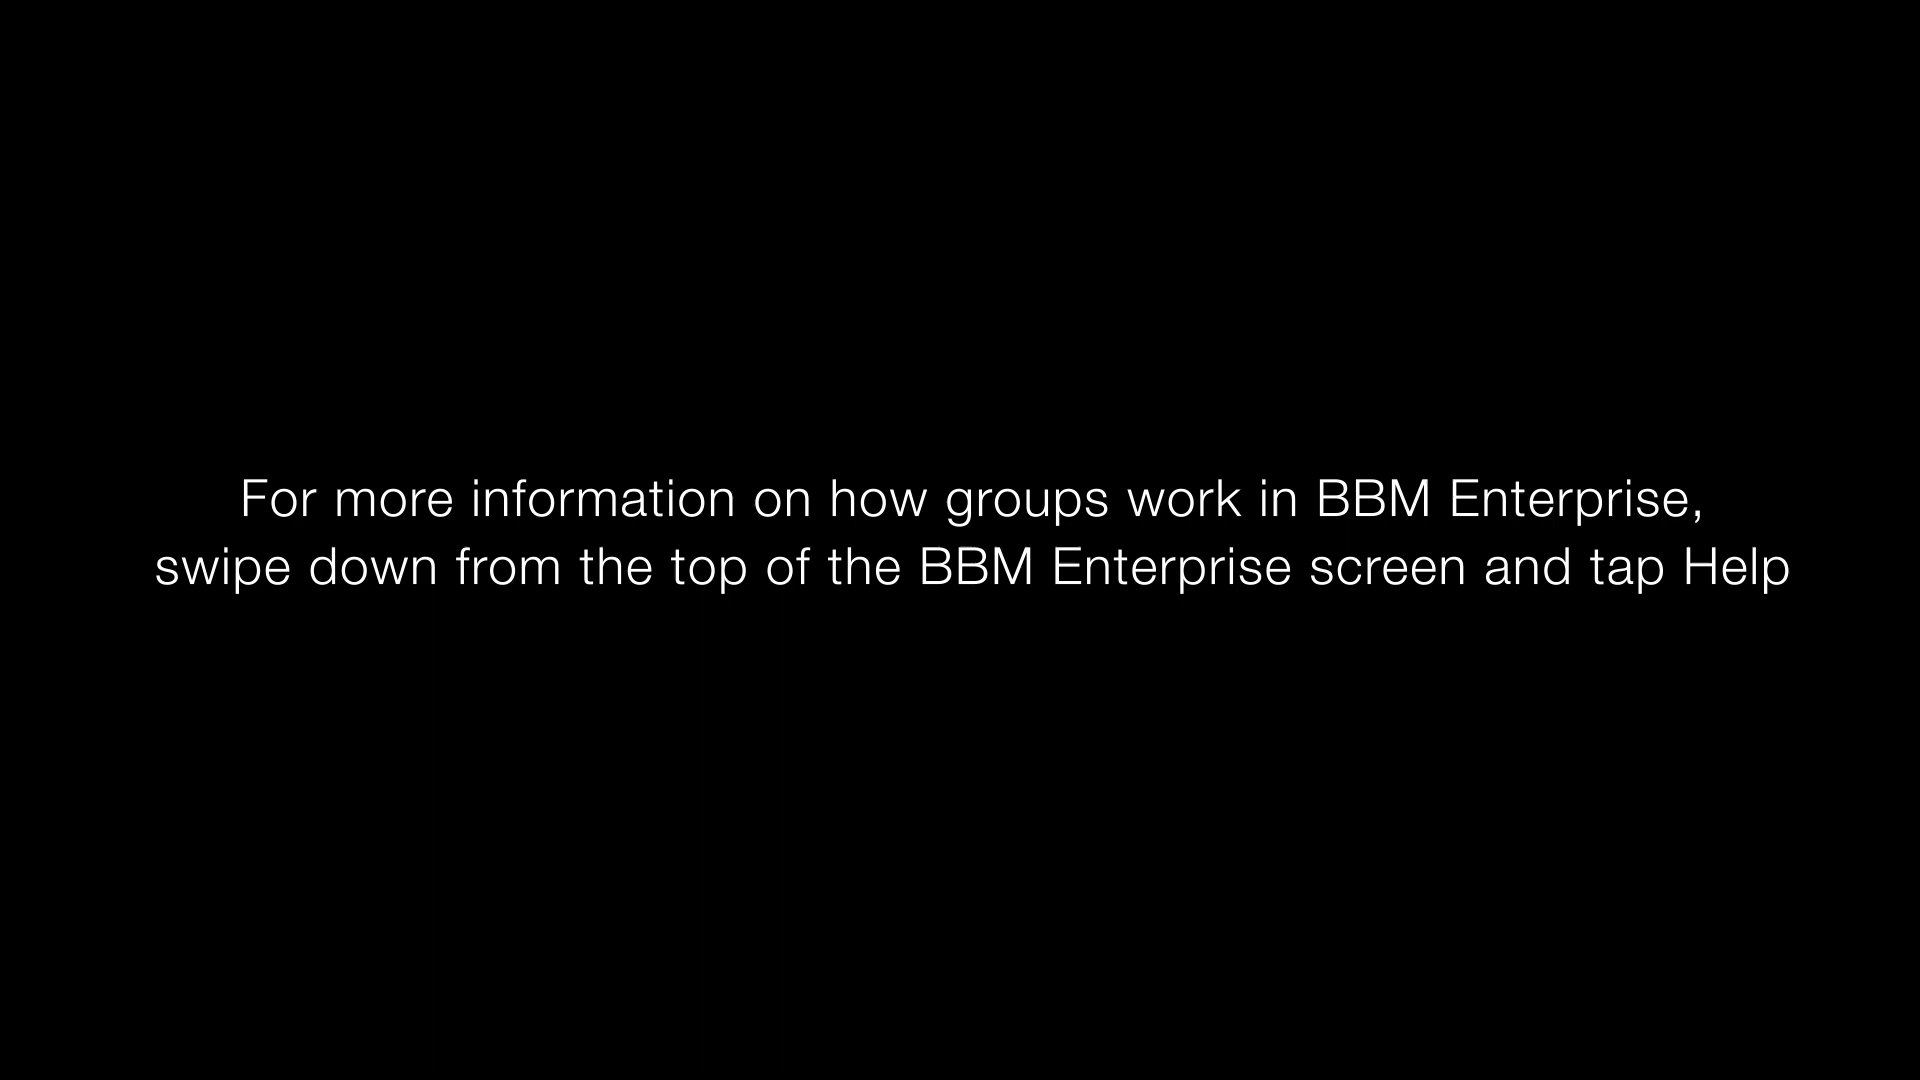 For more information on how groups work in BBM Enterprise,
swipe down from the top of the BBM Enterprise screen and tap Help